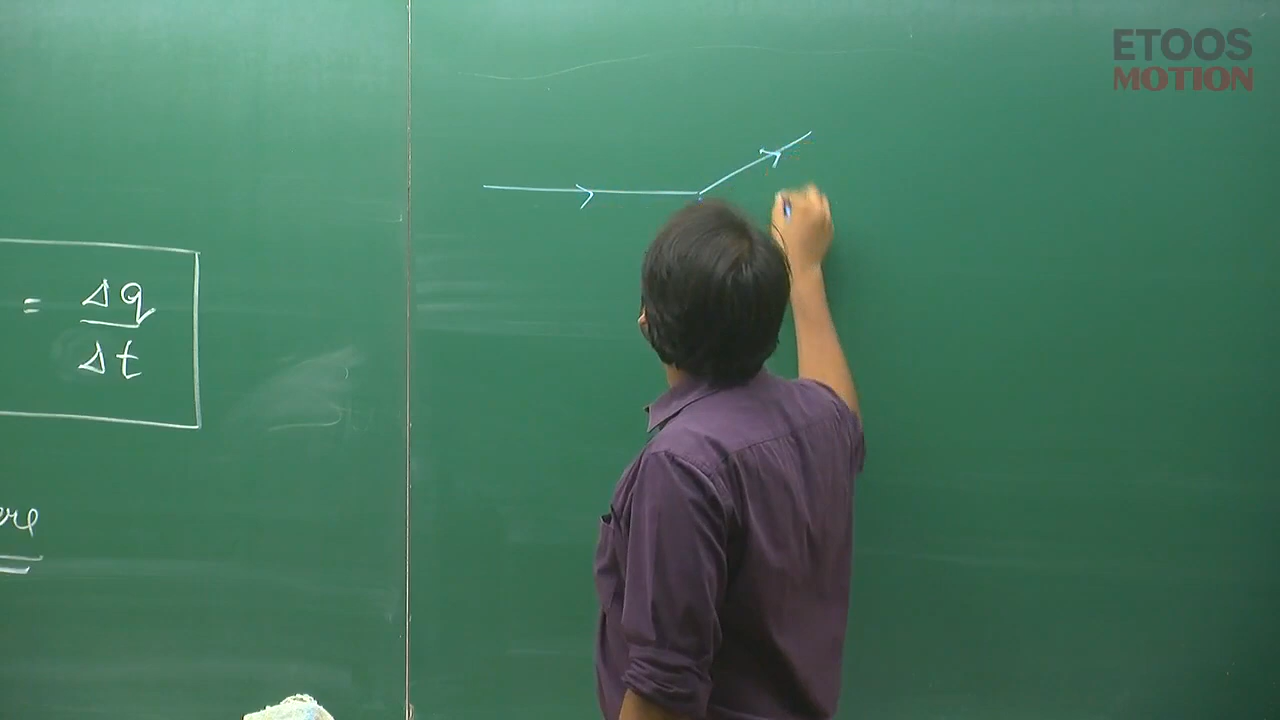 = Δq
Δt
ETOOS
MOTION